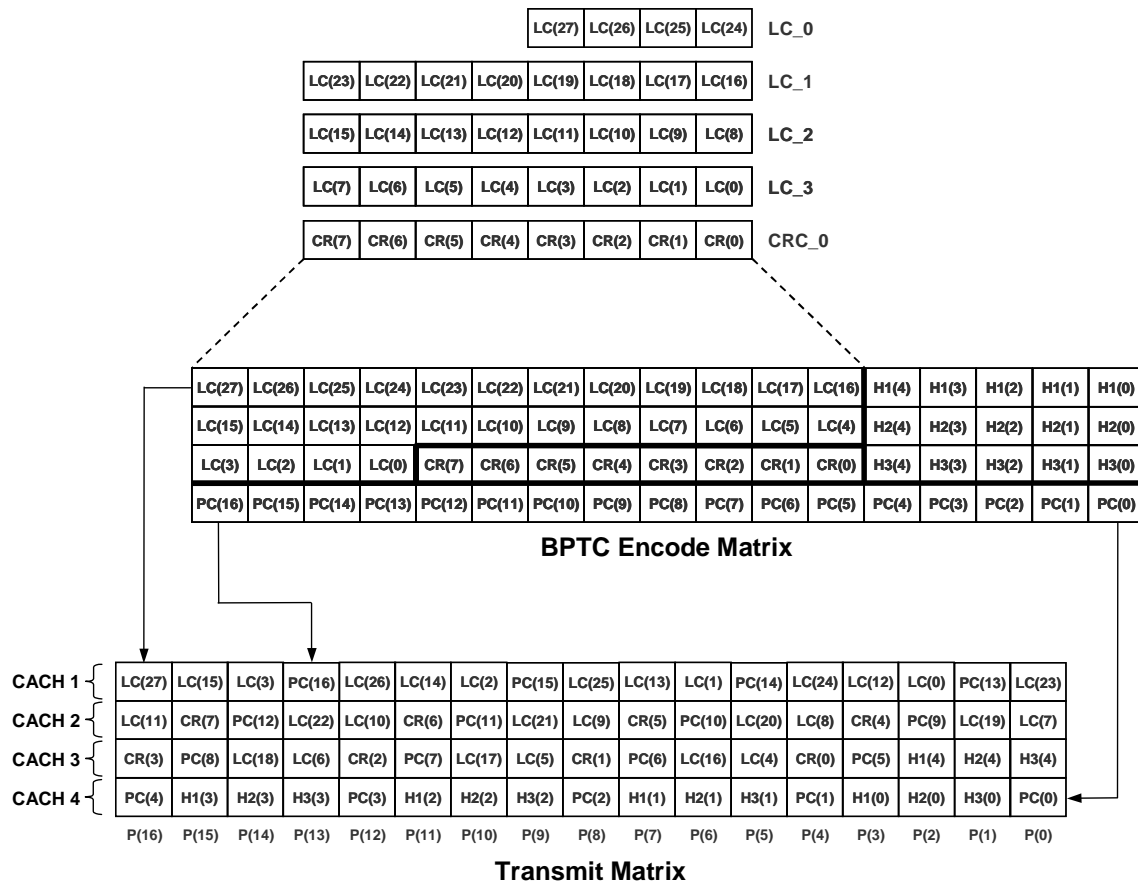 LC(27) LC(26) LC(25) LC(24) LC_0
LC(23) LC(22) LC(21) LC(20) LC(19) LC(18) LC(17) LC(16) LC_1
LC(15) LC(14) LC(13) LC(12) LC(11) LC(10) LC(9) LC(8) LC_2
LC(7) LC(6) LC(5) LC(4) LC(3) LC(2) LC(1) LC(0) LC_3
CR(7) CR(6) CR(5) CR(4) CR(3) CR(2) CR(1) CR(0) CRC_0
LC(27) LC(26) LC(25) LC(24) LC(23) LC(22) LC(21) LC(20) LC(19) LC(18) LC(17) LC(16) H1(4) H1(3) H1(2) H1(1) H1(0)
LC(15) LC(14) LC(13) LC(12) LC(11) LC(10) LC(9) LC(8) LC(7) LC(6) LC(5) LC(4) H2(4) H2(3) H2(2) H2(1) H2(0)
LC(3) LC(2) LC(1) LC(0) CR(7) CR(6) CR(5) CR(4) CR(3) CR(2) CR(1) CR(0) H3(4) H3(3) H3(2) H3(1) H3(0)
PC(16) PC(15) PC(14) PC(13) PC(12) PC(11) PC(10) PC(9) PC(8) PC(7) PC(6) PC(5) PC(4) PC(3) PC(2) PC(1) PC(0)
BPTC Encode Matrix
CACH 1 LC(27) LC(15) LC(3) PC(16) LC(26) LC(14) LC(2) PC(15) LC(25) LC(13) LC(1) PC(14) LC(24) LC(12) LC(0) PC(13) LC(23)
CACH 2 LC(11) CR(7) PC(12) LC(22) LC(10) CR(6) PC(11) LC(21) LC(9) CR(5) PC(10) LC(20) LC(8) CR(4) PC(9) LC(19) LC(7)
CACH 3 CR(3) PC(8) LC(18) LC(6) CR(2) PC(7) LC(17) LC(5) CR(1) PC(6) LC(16) LC(4) CR(0) PC(5) H1(4) H2(4) H3(4)
CACH 4 PC(4) H1(3) H2(3) H3(3) PC(3) H1(2) H2(2) H3(2) PC(2) H1(1) H2(1) H3(1) PC(1) H1(0) H2(0) H3(0) PC(0)
P(16) P(15) P(14) P(13) P(12) P(11) P(10) P(9) P(8) P(7) P(6) P(5) P(4) P(3) P(2) P(1) P(0)
Transmit Matrix